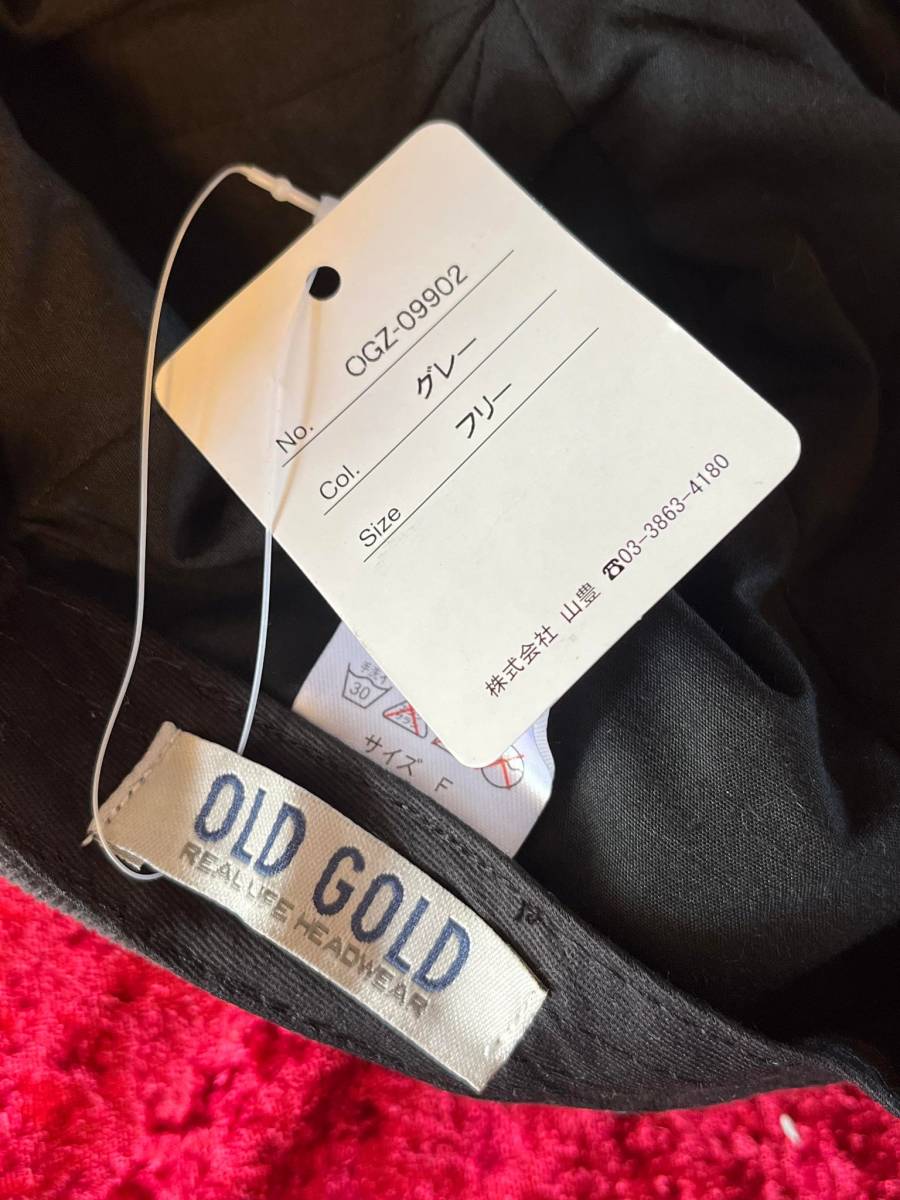 No. OGZ-09902
Col. グレー
Size フリー
株式会社 山豊 ☎03-3863-4180
30
サイズ F
OLD GOLD
REAL LIFE HEADWEAR